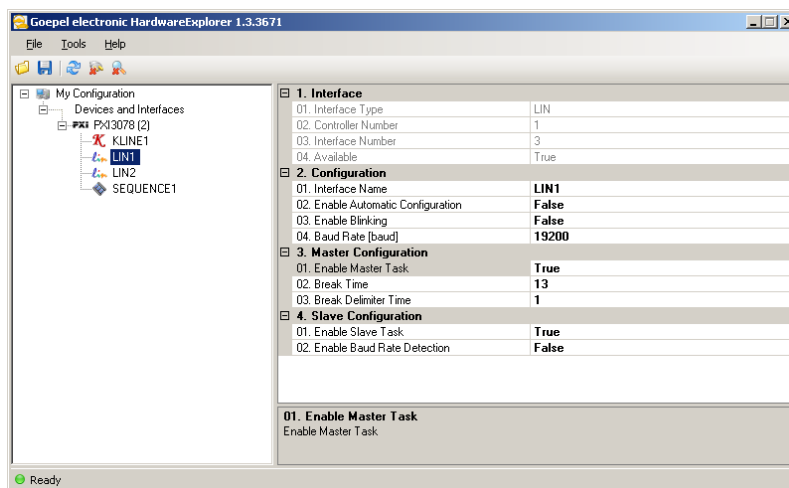 Goepel electronic HardwareExplorer 1.3.3671
File Tools Help
My Configuration
Devices and Interfaces
PXI PXI3078 (2)
K KLINE1
Lin LIN1
Lin LIN2
SEQUENCE1
1. Interface
01. Interface Type LIN
02. Controller Number 1
03. Interface Number 3
04. Available True
2. Configuration
01. Interface Name LIN1
02. Enable Automatic Configuration False
03. Enable Blinking False
04. Baud Rate [baud] 19200
3. Master Configuration
01. Enable Master Task True
02. Break Time 13
03. Break Delimiter Time 1
4. Slave Configuration
01. Enable Slave Task True
02. Enable Baud Rate Detection False
01. Enable Master Task
Enable Master Task
Ready